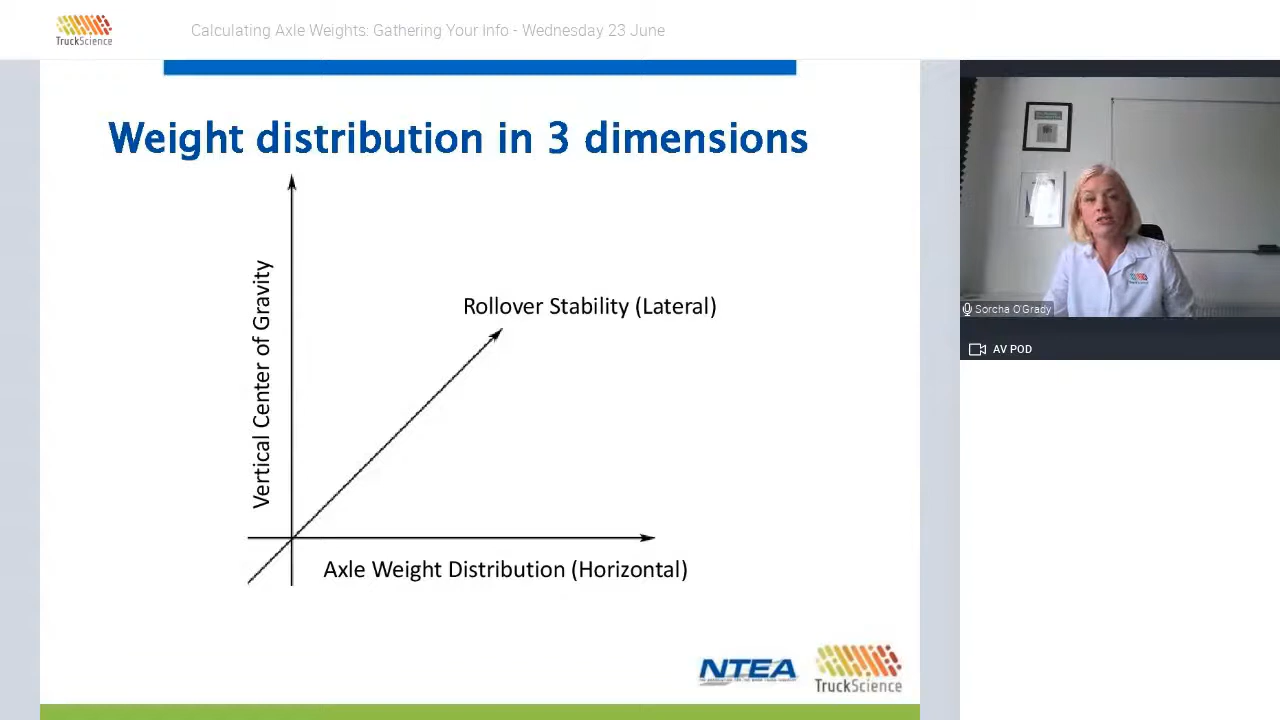 TruckScience
Calculating Axle Weights: Gathering Your Info - Wednesday 23 June
Weight distribution in 3 dimensions
Vertical Center of Gravity
Rollover Stability (Lateral)
Axle Weight Distribution (Horizontal)
NTEA
TruckScience
Sorcha O'Grady
AV POD